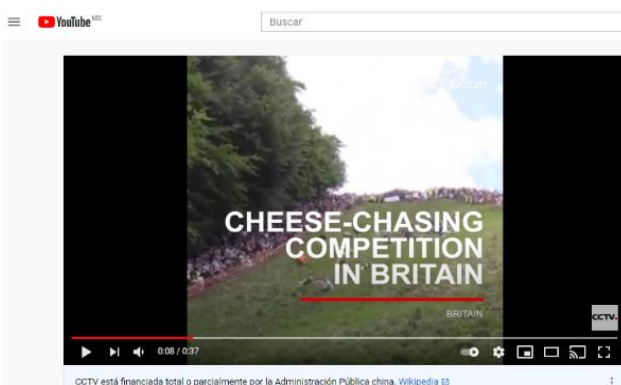 YouTube MX
Buscar
CHEESE-CHASING
COMPETITION
IN BRITAIN
BRITAIN
CCTV.
0:08 / 0:37
CCTV está financiada total o parcialmente por la Administración Pública china. Wikipedia